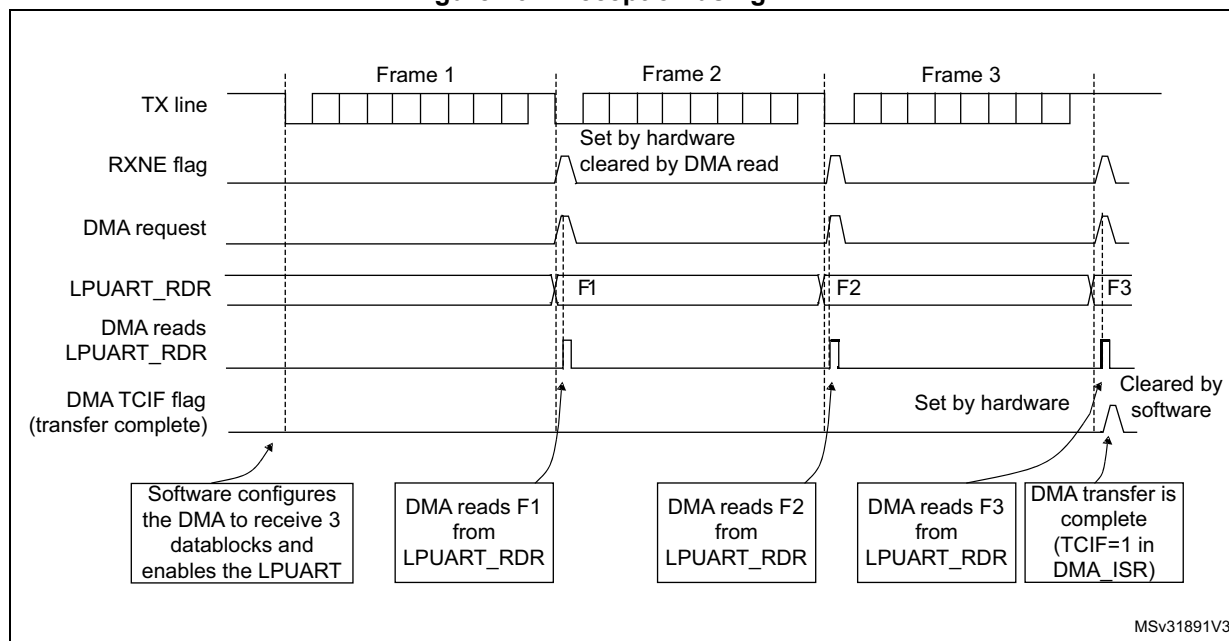 Frame 1
Frame 2
Frame 3
TX line
Set by hardware
cleared by DMA read
RXNE flag
DMA request
LPUART_RDR
F1
F2
F3
DMA reads
LPUART_RDR
DMA TCIF flag
(transfer complete)
Set by hardware
Cleared by
software
Software configures
the DMA to receive 3
datablocks and
enables the LPUART
DMA reads F1
from
LPUART_RDR
DMA reads F2
from
LPUART_RDR
DMA reads F3
from
LPUART_RDR
DMA transfer is
complete
(TCIF=1 in
DMA_ISR)
MSv31891V3